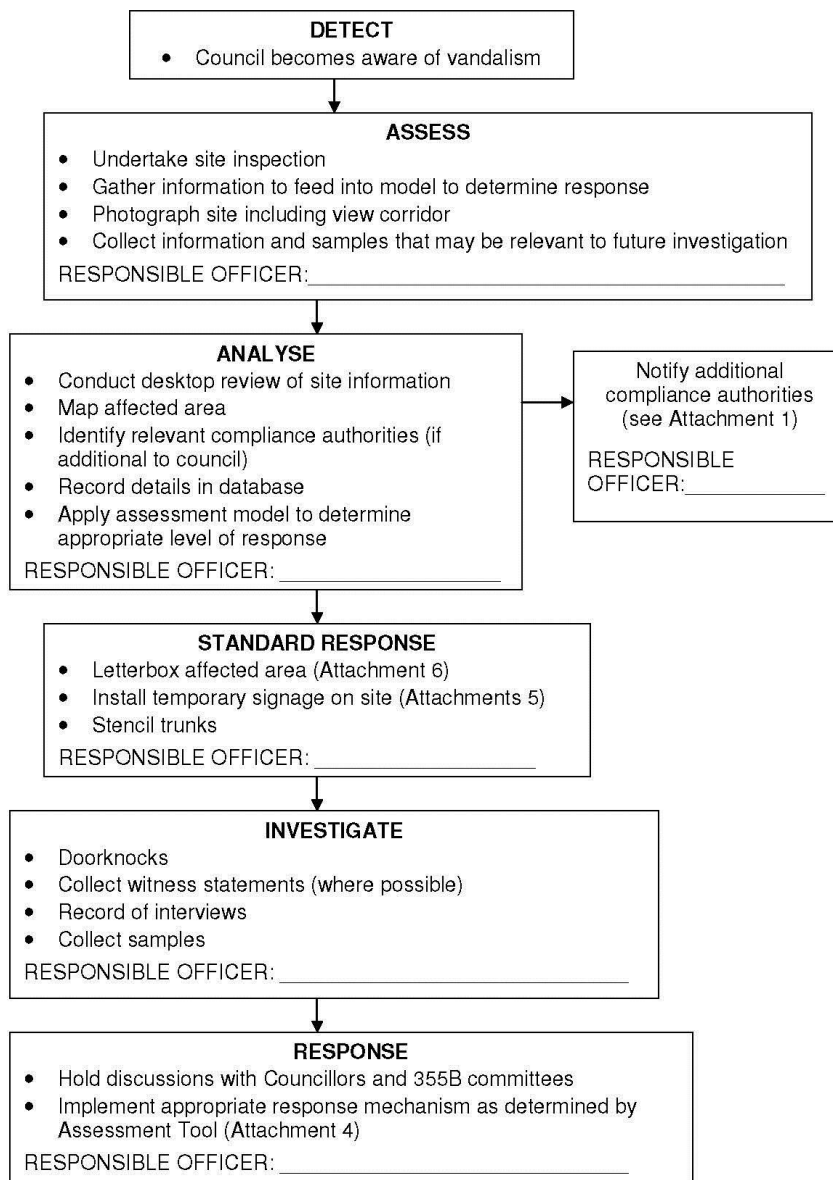 DETECT
• Council becomes aware of vandalism
ASSESS
• Undertake site inspection
• Gather information to feed into model to determine response
• Photograph site including view corridor
• Collect information and samples that may be relevant to future investigation
RESPONSIBLE OFFICER:________________________________________
ANALYSE
• Conduct desktop review of site information
• Map affected area
• Identify relevant compliance authorities (if
additional to council)
• Record details in database
• Apply assessment model to determine
appropriate level of response
RESPONSIBLE OFFICER: ___________________
Notify additional
compliance authorities
(see Attachment 1)
RESPONSIBLE
OFFICER:____________
STANDARD RESPONSE
• Letterbox affected area (Attachment 6)
• Install temporary signage on site (Attachments 5)
• Stencil trunks
RESPONSIBLE OFFICER: ___________________
INVESTIGATE
• Doorknocks
• Collect witness statements (where possible)
• Record of interviews
• Collect samples
RESPONSIBLE OFFICER: ______________________________
RESPONSE
• Hold discussions with Councillors and 355B committees
• Implement appropriate response mechanism as determined by
Assessment Tool (Attachment 4)
RESPONSIBLE OFFICER: ______________________________